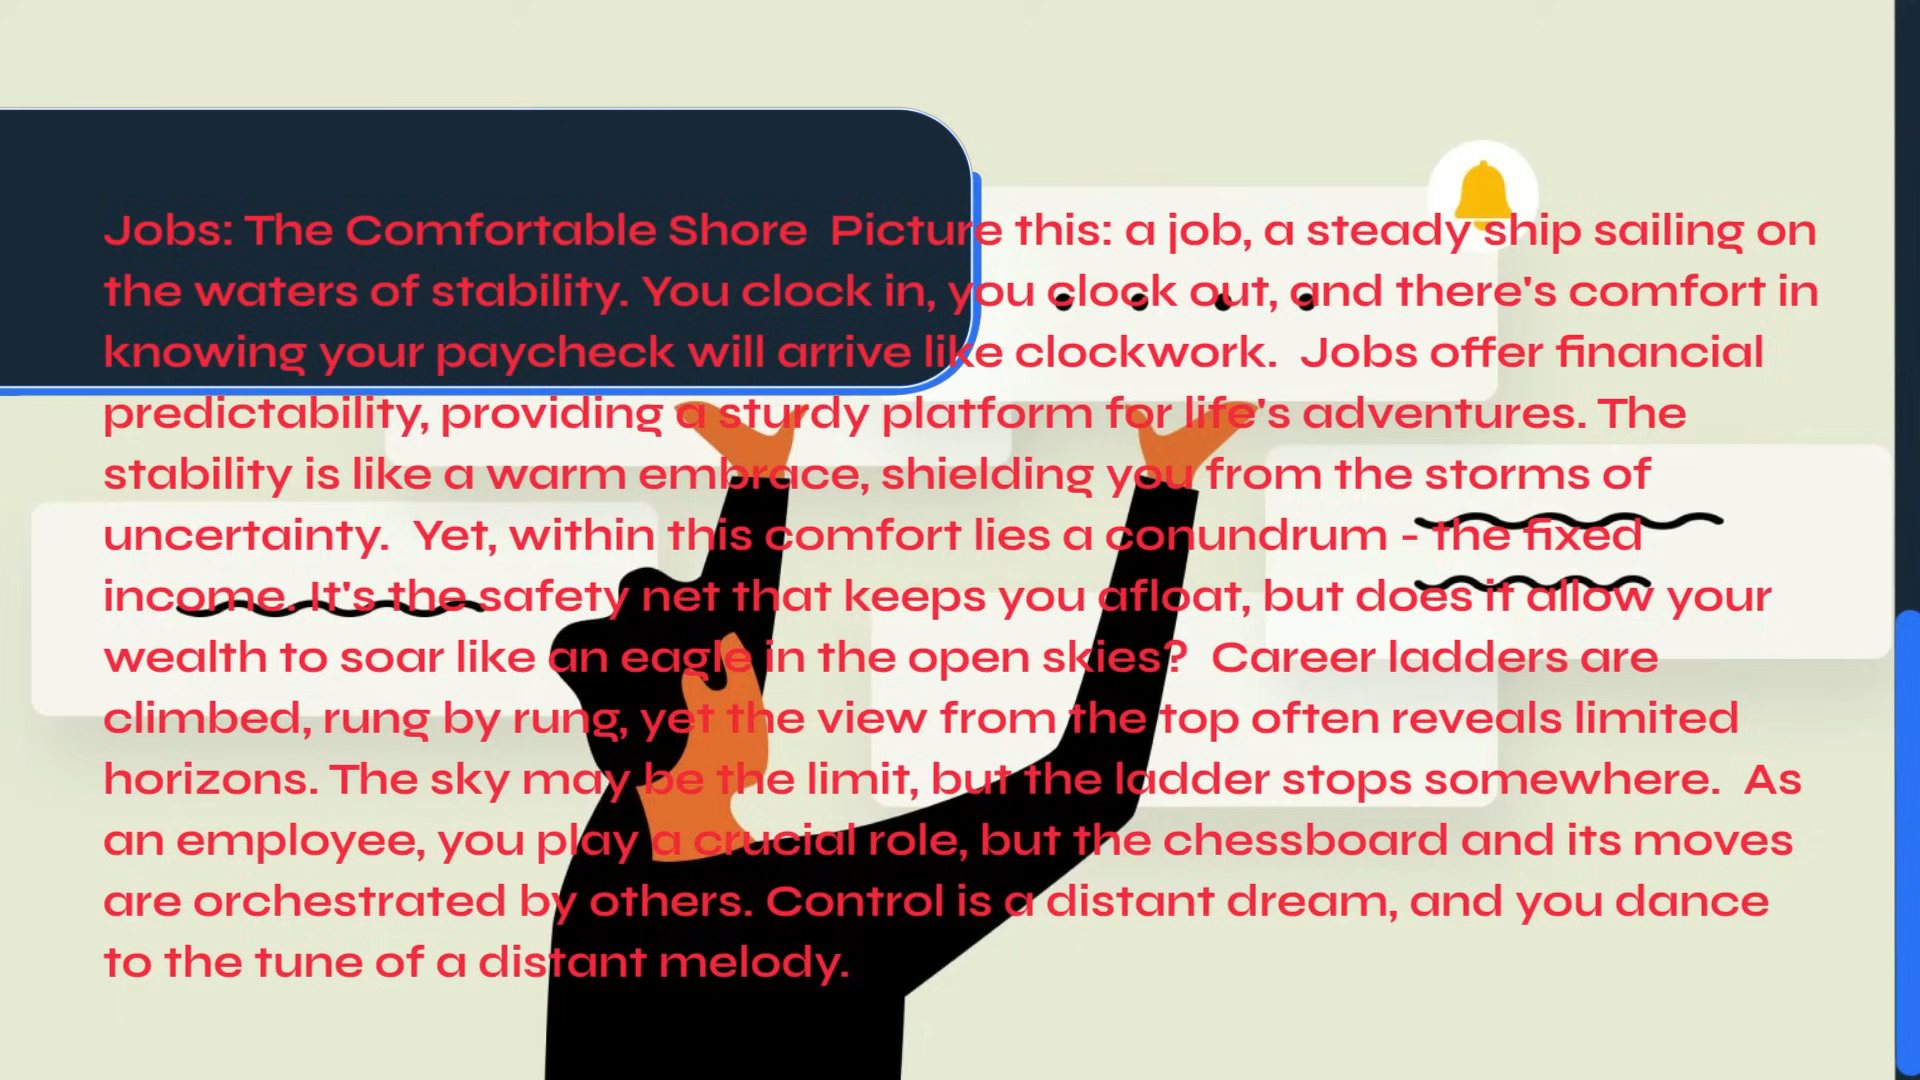 Jobs: The Comfortable Shore  Picture this: a job, a steady ship sailing on
the waters of stability. You clock in, you clock out, and there's comfort in
knowing your paycheck will arrive like clockwork.  Jobs offer financial
predictability, providing a sturdy platform for life's adventures. The
stability is like a warm embrace, shielding you from the storms of
uncertainty.  Yet, within this comfort lies a conundrum - the fixed
income. It's the safety net that keeps you afloat, but does it allow your
wealth to soar like an eagle in the open skies?  Career ladders are
climbed, rung by rung, yet the view from the top often reveals limited
horizons. The sky may be the limit, but the ladder stops somewhere.  As
an employee, you play a crucial role, but the chessboard and its moves
are orchestrated by others. Control is a distant dream, and you dance
to the tune of a distant melody.